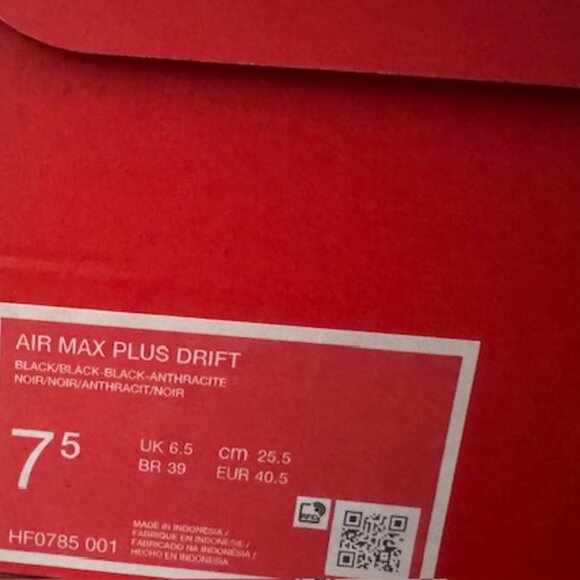 AIR MAX PLUS DRIFT
BLACK/BLACK-BLACK-ANTHRACITE
NOIR/NOIR/ANTHRACIT/NOIR
7 5
UK 6.5 cm 25.5
BR 39 EUR 40.5
HF0785 001
MADE IN INDONESIA /
FABRIQUE EN INDONESIE /
FABRICADO NA INDONÉSIA /
HECHO EN INDONESIA